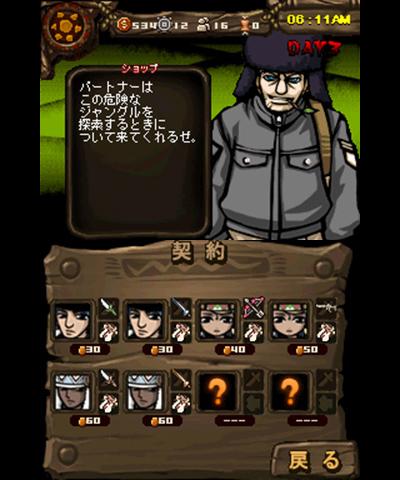 534 12 16 0 06:11AM
DAY3
ショップ
パートナーは
この危険な
ジャングルを
探索するときに
ついて来てくれるぜ。
契約
30 30 40 50
? ?
60 60 --- ---
戻る